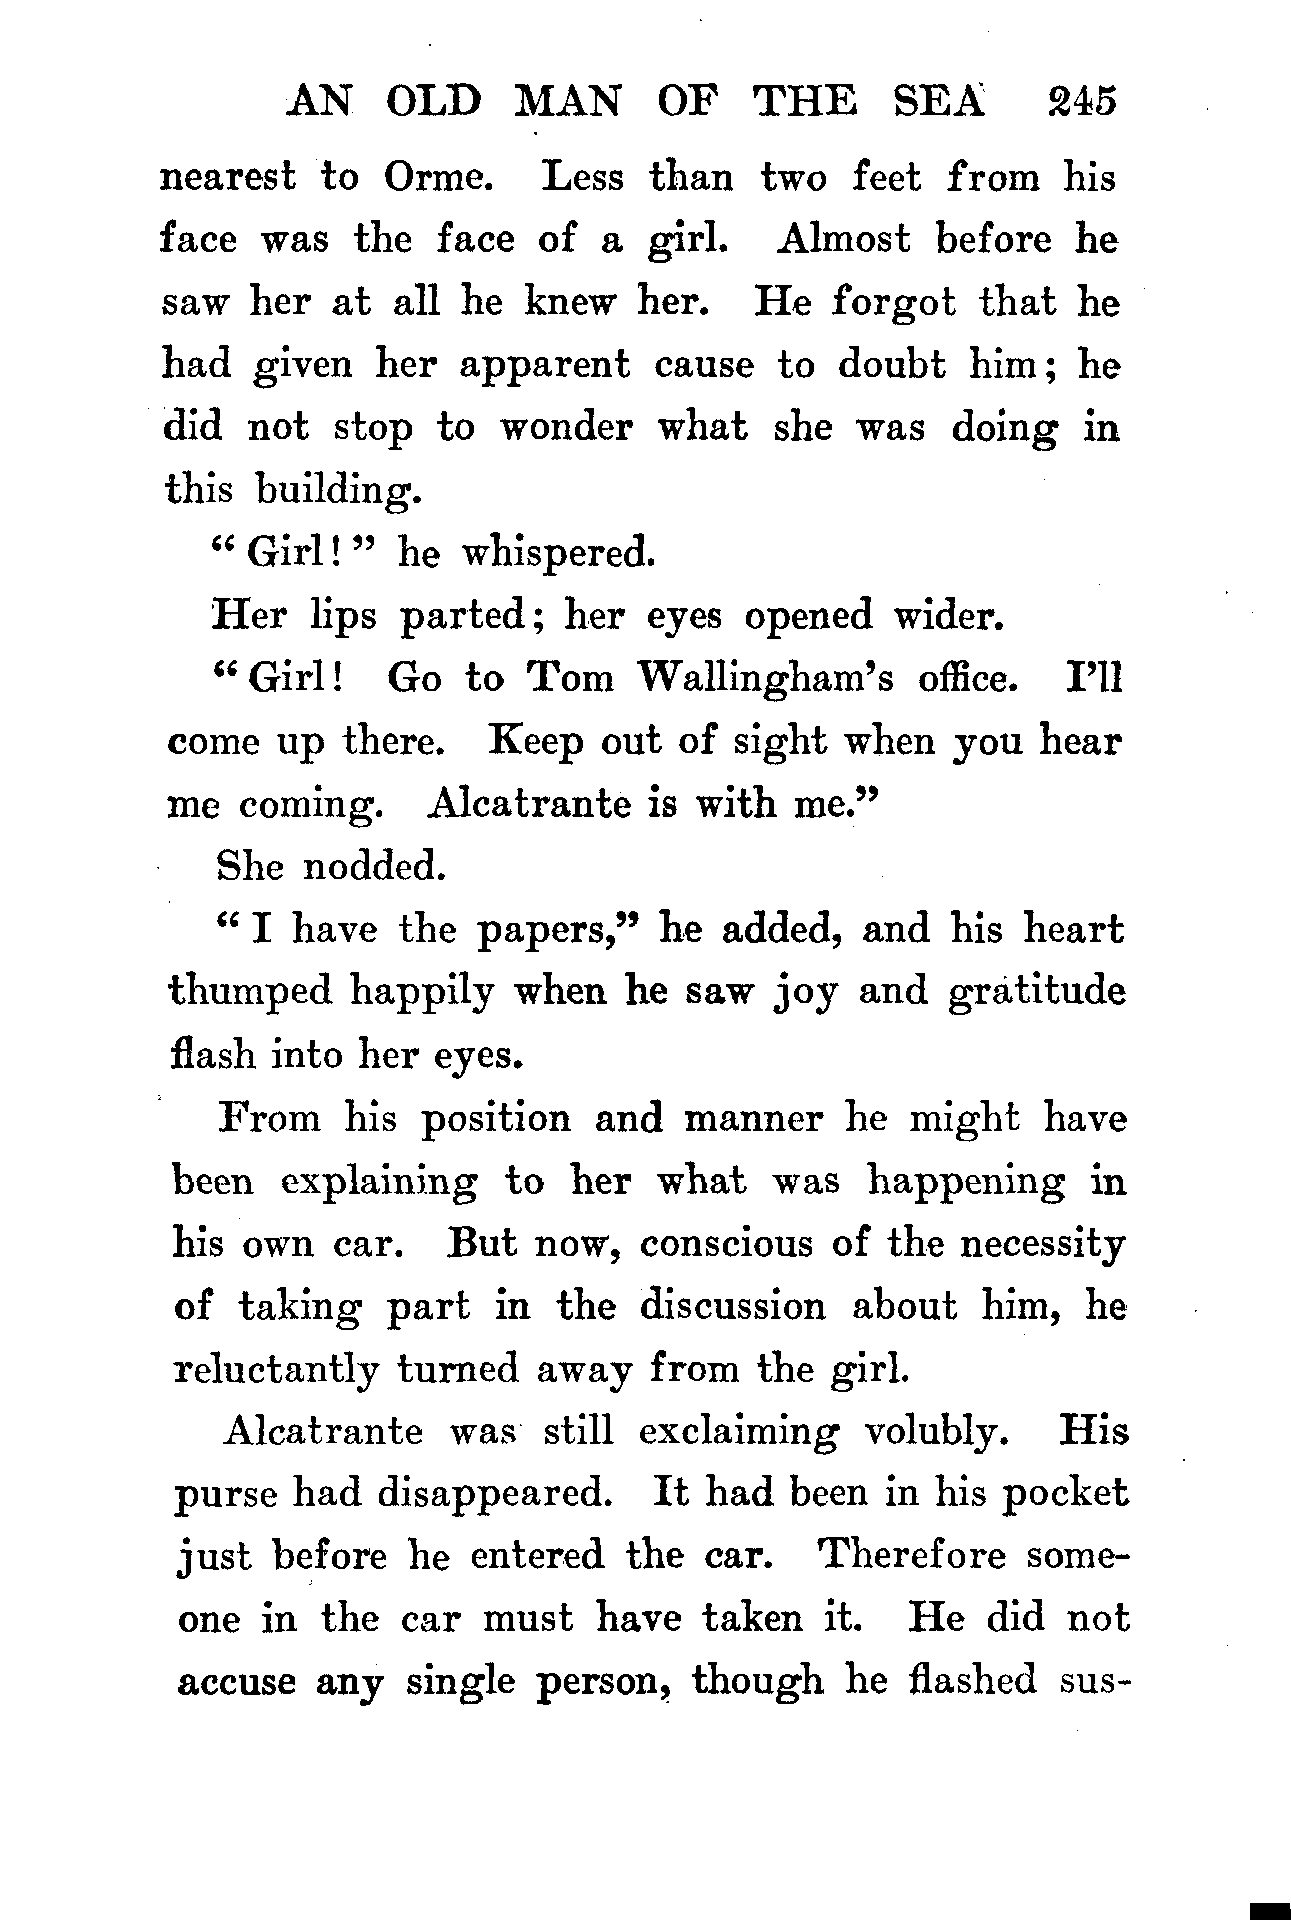 AN OLD MAN OF THE SEA 245
nearest to Orme. Less than two feet from his
face was the face of a girl. Almost before he
saw her at all he knew her. He forgot that he
had given her apparent cause to doubt him; he
did not stop to wonder what she was doing in
this building.
“Girl!” he whispered.
Her lips parted; her eyes opened wider.
“Girl! Go to Tom Wallingham’s office. I’ll
come up there. Keep out of sight when you hear
me coming. Alcatrante is with me.”
She nodded.
“I have the papers,” he added, and his heart
thumped happily when he saw joy and gratitude
flash into her eyes.
From his position and manner he might have
been explaining to her what was happening in
his own car. But now, conscious of the necessity
of taking part in the discussion about him, he
reluctantly turned away from the girl.
Alcatrante was still exclaiming volubly. His
purse had disappeared. It had been in his pocket
just before he entered the car. Therefore some-
one in the car must have taken it. He did not
accuse any single person, though he flashed sus-